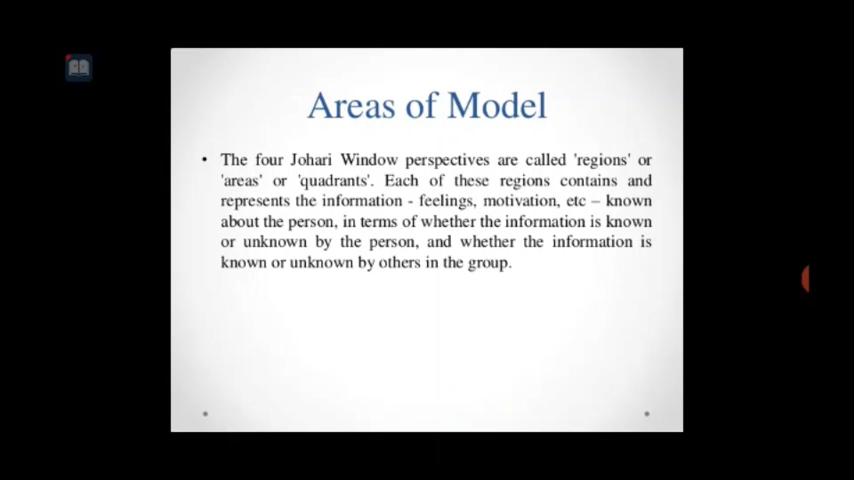 Areas of Model
• The four Johari Window perspectives are called 'regions' or
'areas' or 'quadrants'. Each of these regions contains and
represents the information - feelings, motivation, etc – known
about the person, in terms of whether the information is known
or unknown by the person, and whether the information is
known or unknown by others in the group.